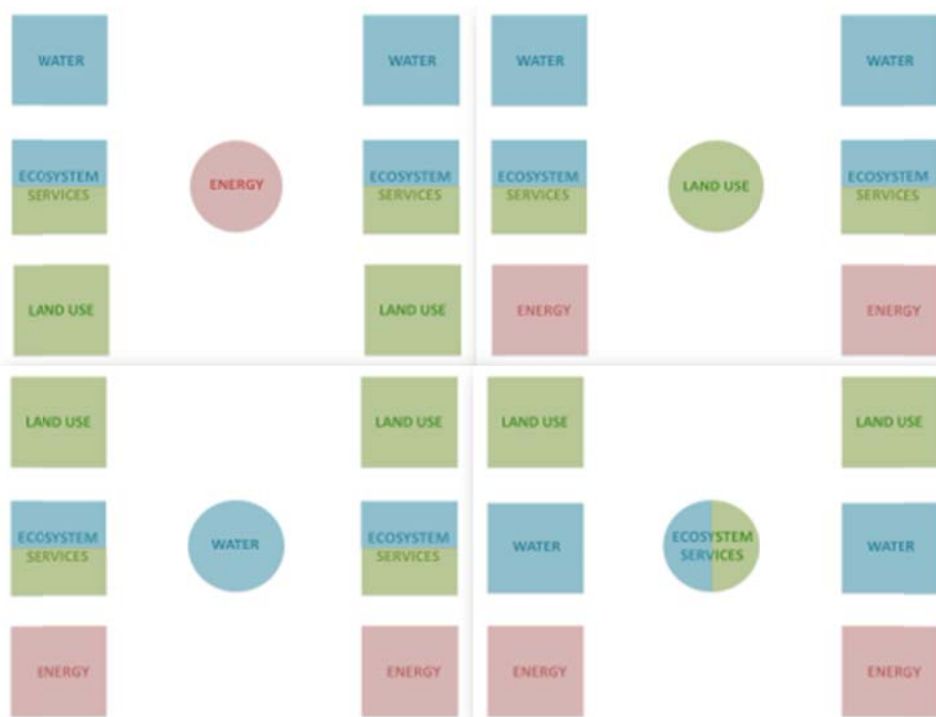 WATER
WATER
ECOSYSTEM
SERVICES
ENERGY
ECOSYSTEM
SERVICES
LAND USE
LAND USE
WATER
WATER
ECOSYSTEM
SERVICES
LAND USE
ECOSYSTEM
SERVICES
ENERGY
ENERGY
LAND USE
LAND USE
ECOSYSTEM
SERVICES
WATER
ECOSYSTEM
SERVICES
ENERGY
ENERGY
LAND USE
LAND USE
WATER
ECOSYSTEM
SERVICES
WATER
ENERGY
ENERGY